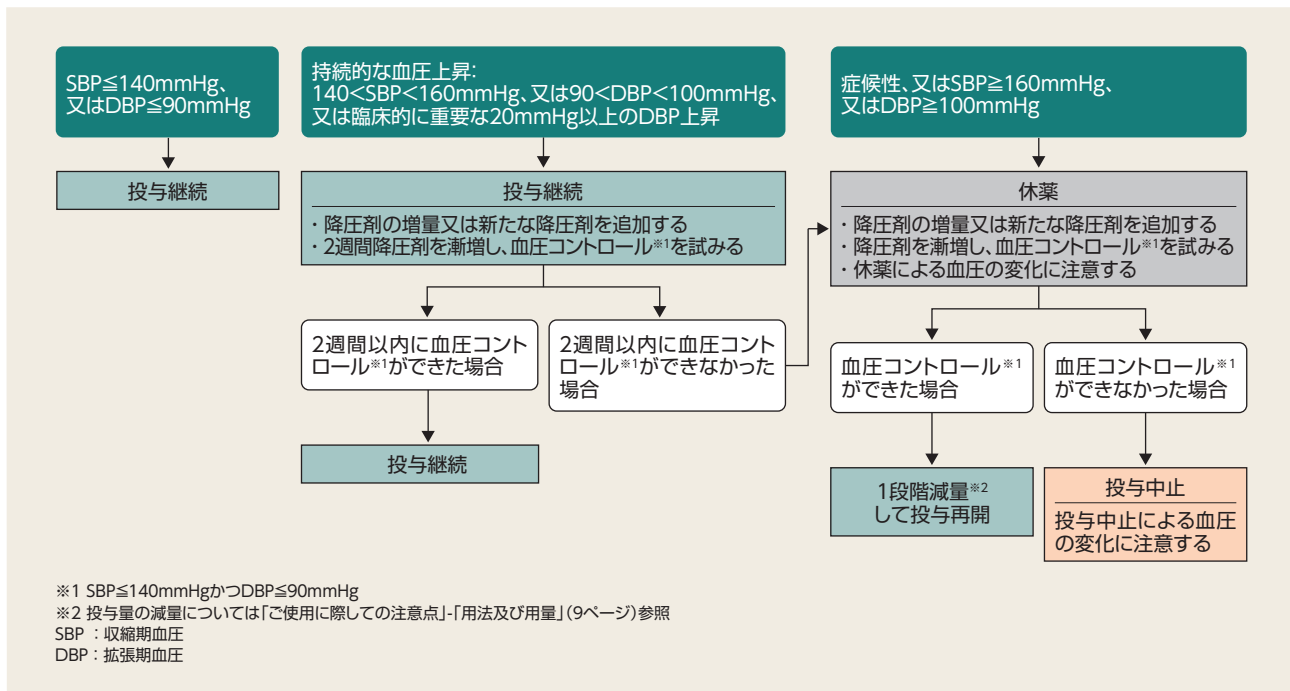 SBP≦140mmHg、
又はDBP≦90mmHg
持続的な血圧上昇:
140<SBP<160mmHg、又は90<DBP<100mmHg、
又は臨床的に重要な20mmHg以上のDBP上昇
症候性、又はSBP≧160mmHg、
又はDBP≧100mmHg
投与継続
投与継続
・降圧剤の増量又は新たな降圧剤を追加する
・2週間降圧剤を漸増し、血圧コントロール※1を試みる
休薬
・降圧剤の増量又は新たな降圧剤を追加する
・降圧剤を漸増し、血圧コントロール※1を試みる
・休薬による血圧の変化に注意する
2週間以内に血圧コント
ロール※1ができた場合
2週間以内に血圧コント
ロール※1ができなかった
場合
血圧コントロール※1
ができた場合
血圧コントロール※1
ができなかった場合
投与継続
1段階減量※2
して投与再開
投与中止
投与中止による血圧
の変化に注意する
※1 SBP≦140mmHgかつDBP≦90mmHg
※2 投与量の減量については「ご使用に際しての注意点」-「用法及び用量」(9ページ)参照
SBP : 収縮期血圧
DBP : 拡張期血圧